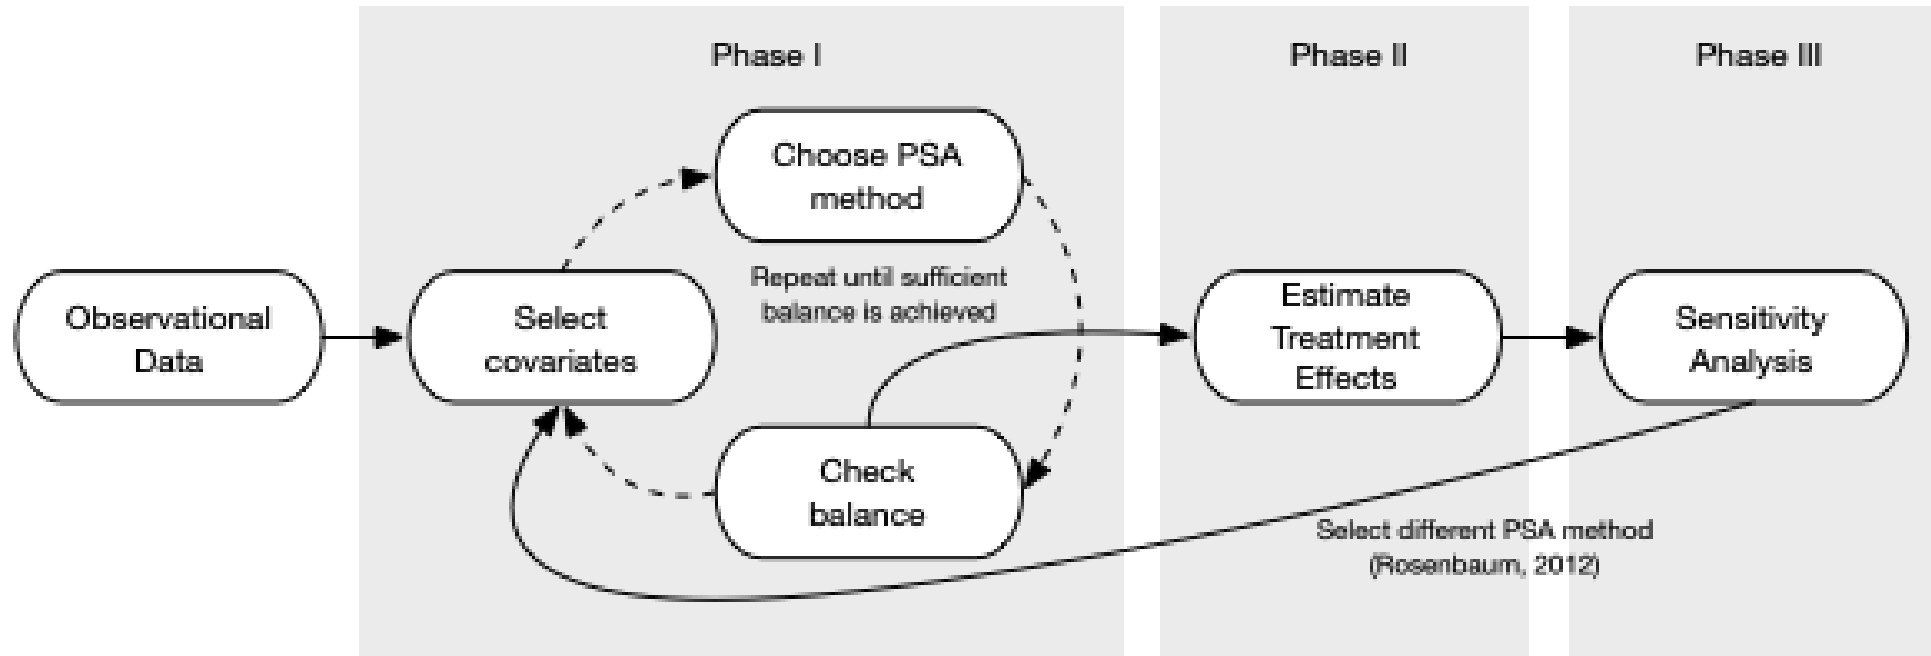 Phase I
Phase II
Phase III
Choose PSA
method
Repeat until sufficient
balance is achieved
Observational
Data
Select
covariates
Estimate
Treatment
Effects
Sensitivity
Analysis
Check
balance
Select different PSA method
(Rosenbaum, 2012)